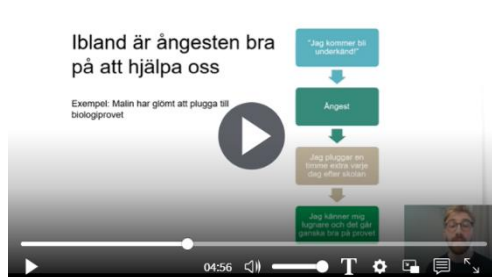 Ibland är ångesten bra
på att hjälpa oss
Exempel: Malin har glömt att plugga till
biologiprovet
"Jag kommer bli
underkänd!"
Ångest
Jag pluggar en
timme extra varje
dag efter skolan
Jag känner mig
lugnare och det går
ganska bra på provet
04:56
T